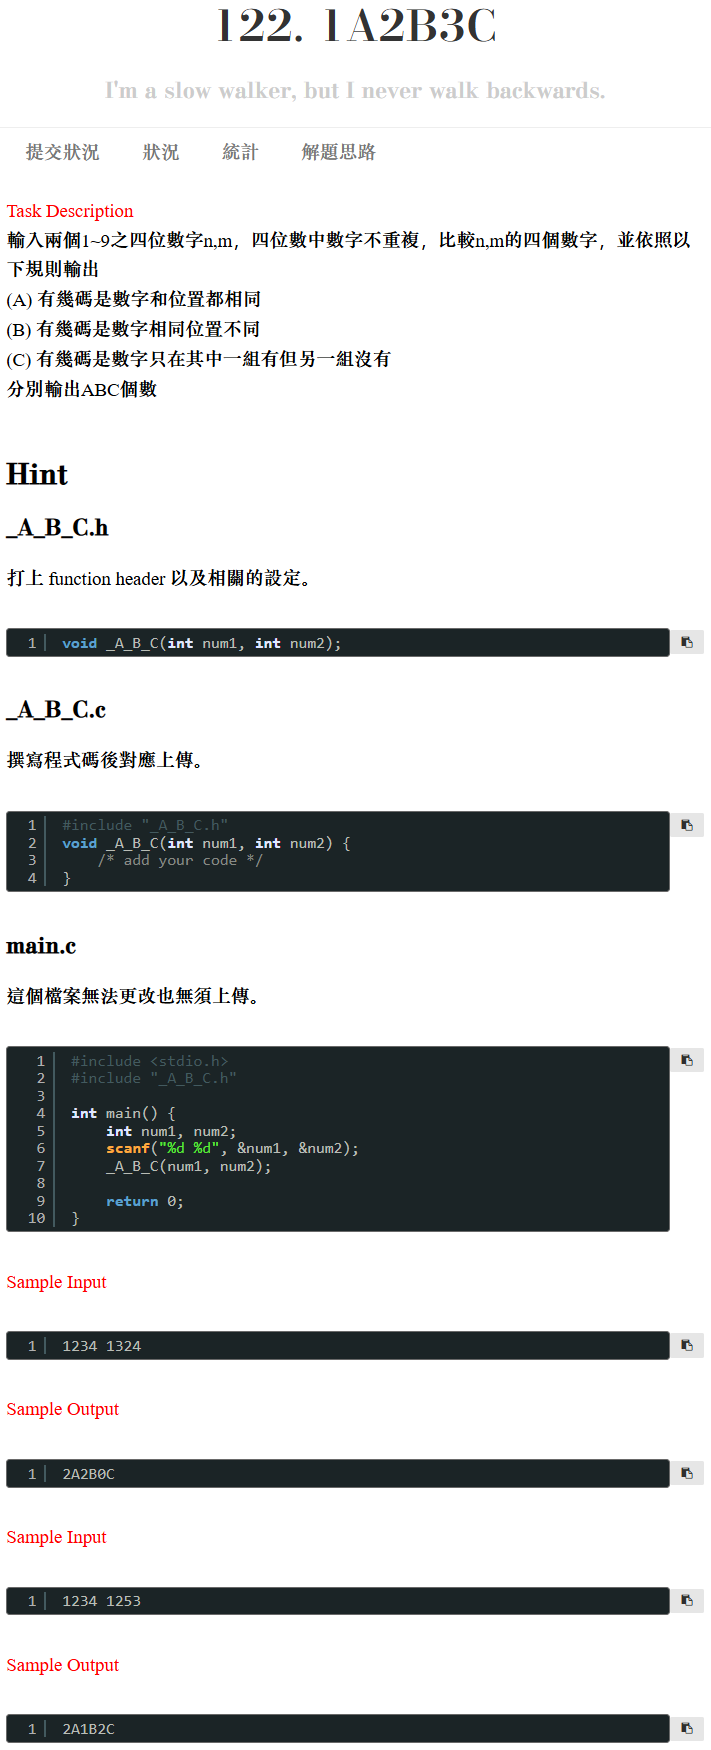 122. 1A2B3C
I'm a slow walker, but I never walk backwards.
提交狀況 狀況 統計 解題思路
Task Description
輸入兩個1~9之四位數字n,m，四位數中數字不重複，比較n,m的四個數字，並依照以
下規則輸出
(A) 有幾碼是數字和位置都相同
(B) 有幾碼是數字相同位置不同
(C) 有幾碼是數字只在其中一組有但另一組沒有
分別輸出ABC個數
Hint
_A_B_C.h
打上 function header 以及相關的設定。
1 void _A_B_C(int num1, int num2);
_A_B_C.c
撰寫程式碼後對應上傳。
1 #include "_A_B_C.h"
2 void _A_B_C(int num1, int num2) {
3     /* add your code */
4 }
main.c
這個檔案無法更改也無須上傳。
1 #include <stdio.h>
2 #include "_A_B_C.h"
3
4 int main() {
5     int num1, num2;
6     scanf("%d %d", &num1, &num2);
7     _A_B_C(num1, num2);
8
9     return 0;
10 }
Sample Input
1 1234 1324
Sample Output
1 2A2B0C
Sample Input
1 1234 1253
Sample Output
1 2A1B2C